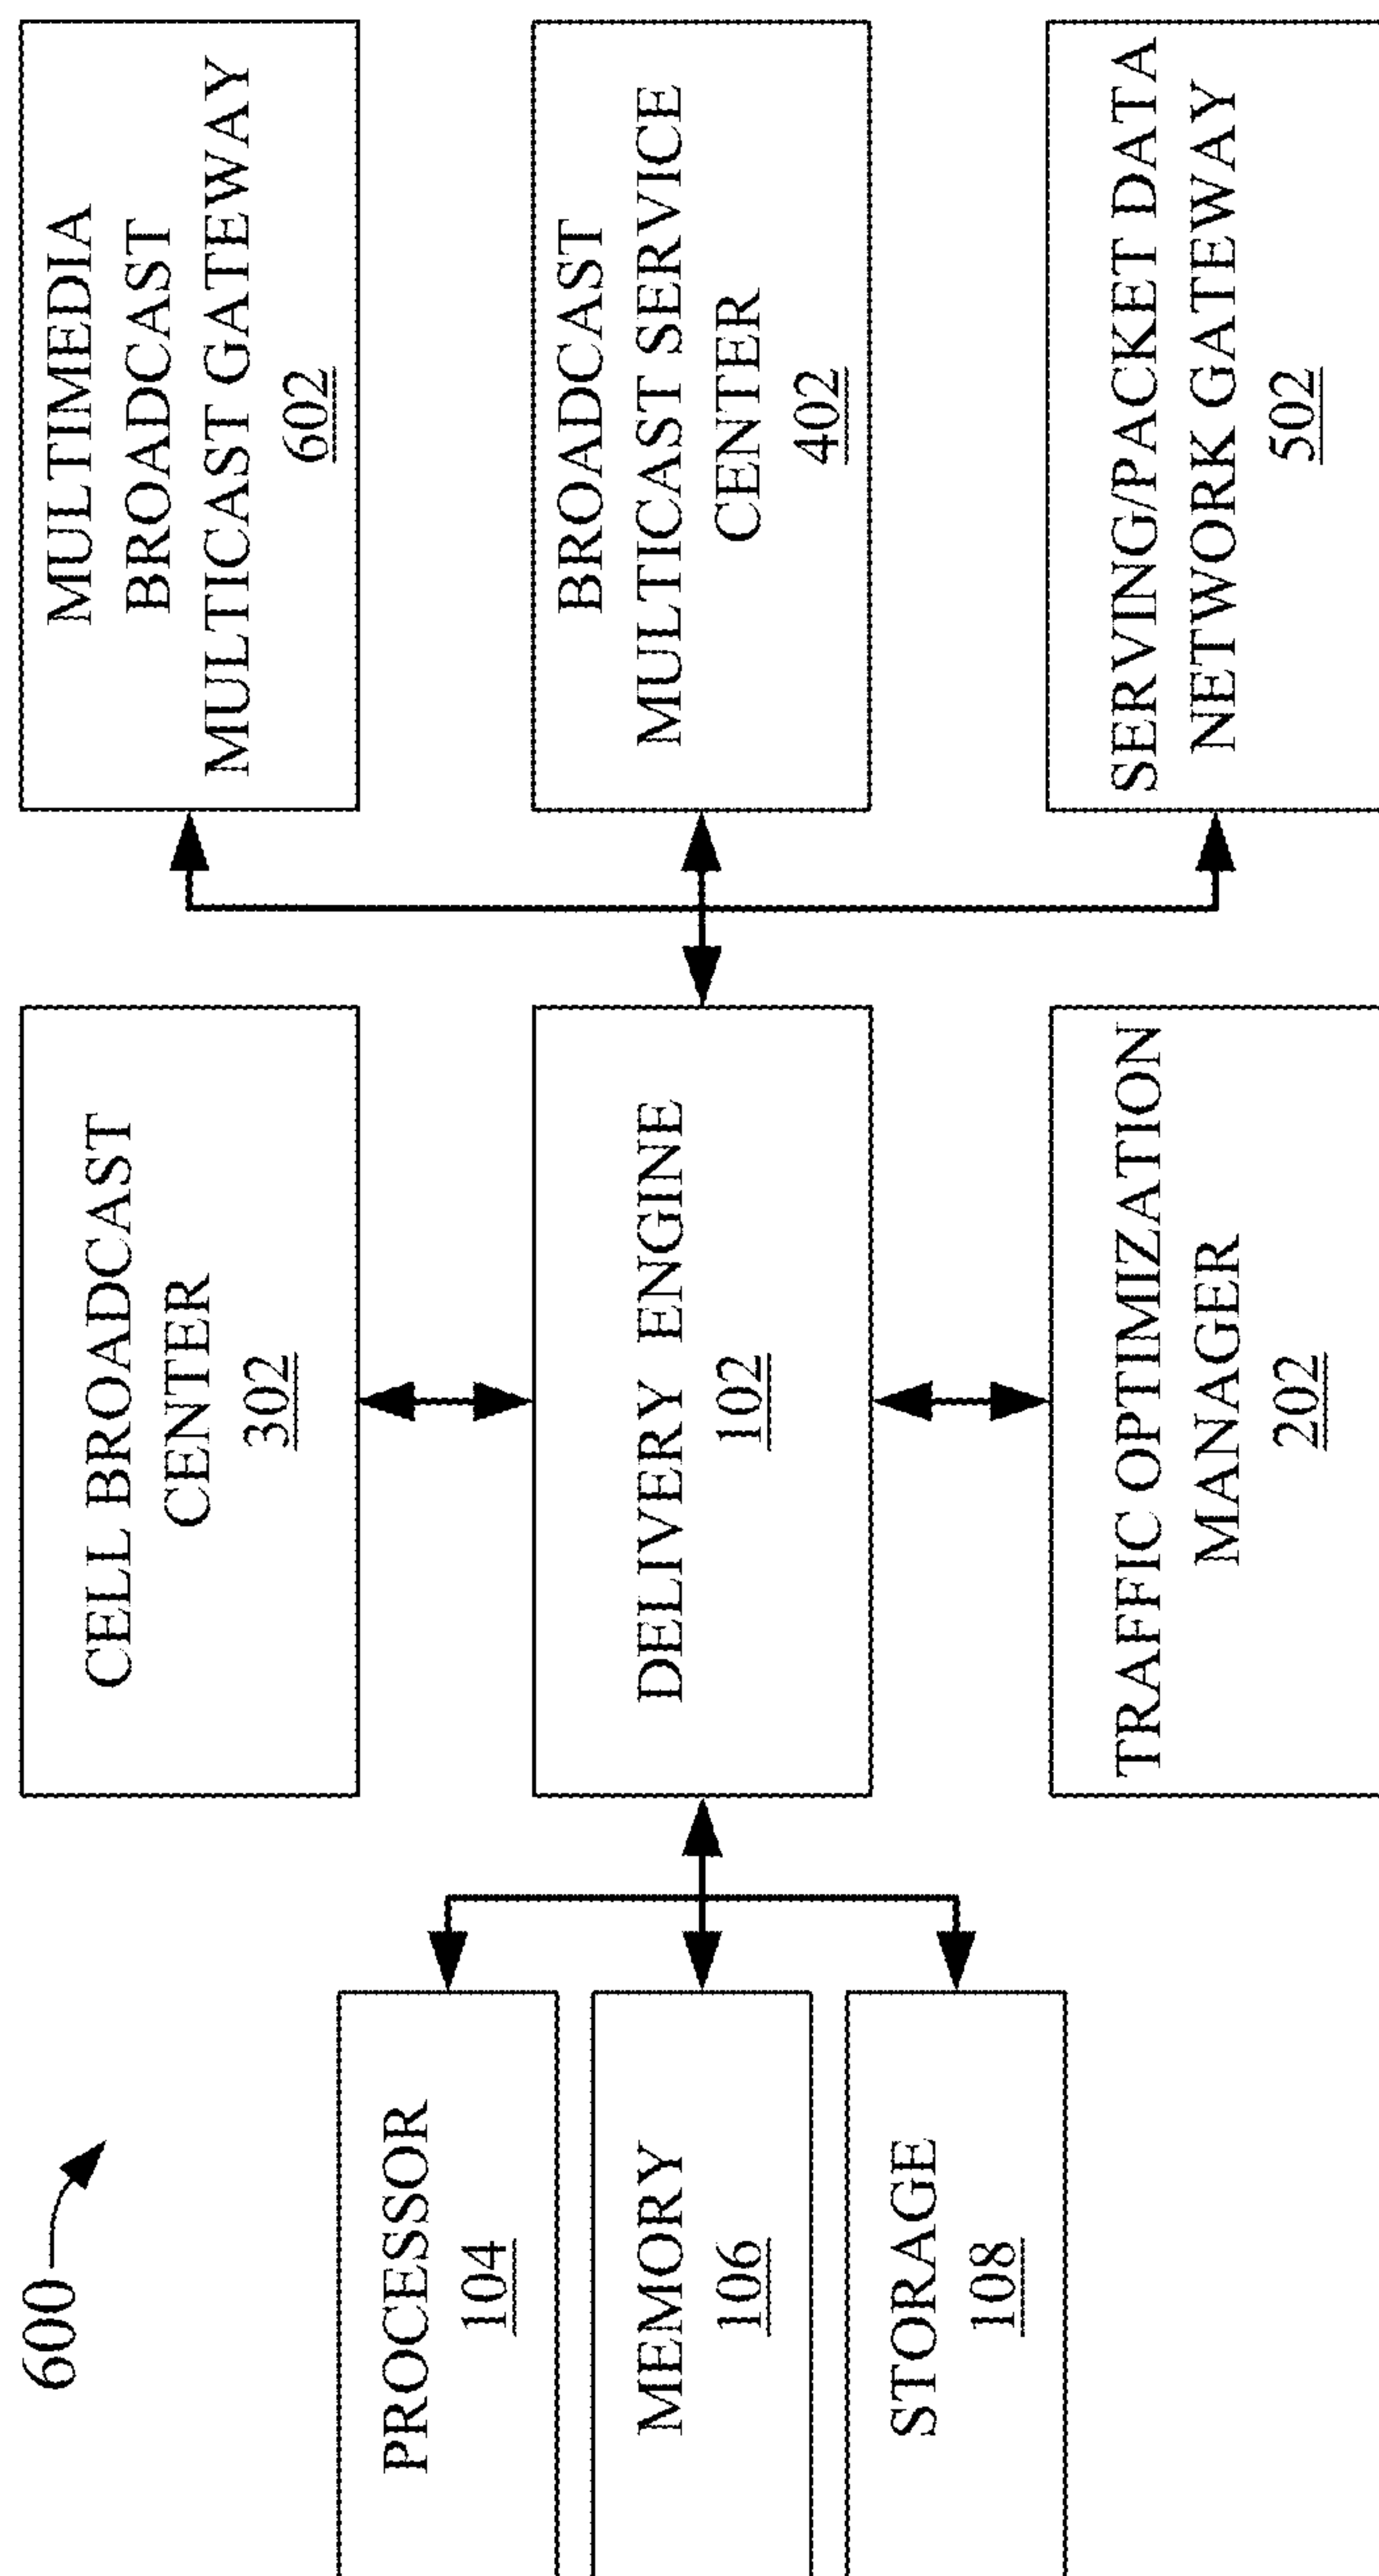 600
PROCESSOR
104
MEMORY
106
STORAGE
108
CELL BROADCAST
CENTER
302
DELIVERY ENGINE
102
TRAFFIC OPTIMIZATION
MANAGER
202
MULTIMEDIA
BROADCAST
MULTICAST GATEWAY
602
BROADCAST
MULTICAST SERVICE
CENTER
402
SERVING/PACKET DATA
NETWORK GATEWAY
502